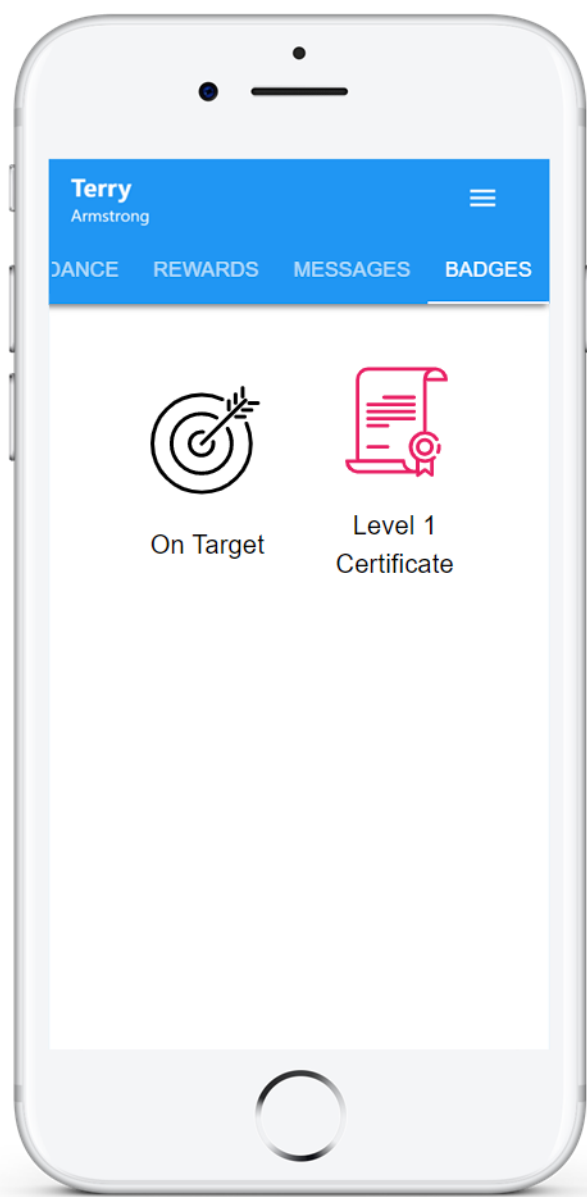 Terry
Armstrong
DANCE REWARDS MESSAGES BADGES
On Target
Level 1
Certificate